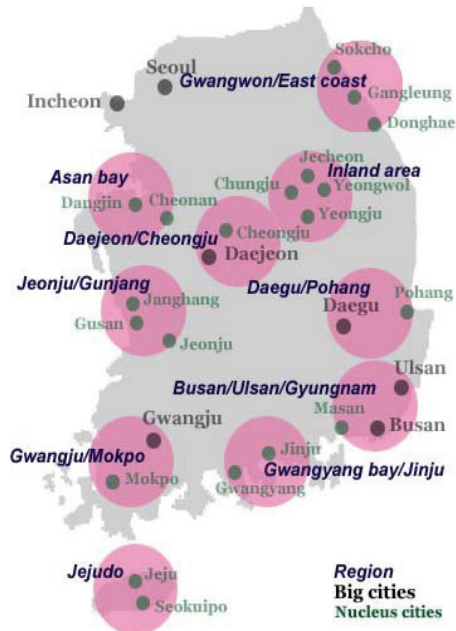 Sokcho
Seoul
Gwangwon/East coast
Incheon
Gangleung
Donghae
Jecheon
Asan bay
Inland area
Chungju
Yeongwol
Dangjin
Cheonan
Yeongju
Daejeon/Cheongju
Cheongju
Daejeon
Jeonju/Gunjang
Daegu/Pohang
Janghang
Pohang
Gusan
Daegu
Jeonju
Ulsan
Busan/Ulsan/Gyungnam
Masan
Gwangju
Busan
Gwangju/Mokpo
Jinju
Mokpo
Gwangyang bay/Jinju
Gwangyang
Jejudo
Jeju
Region
Big cities
Seokuipo
Nucleus cities